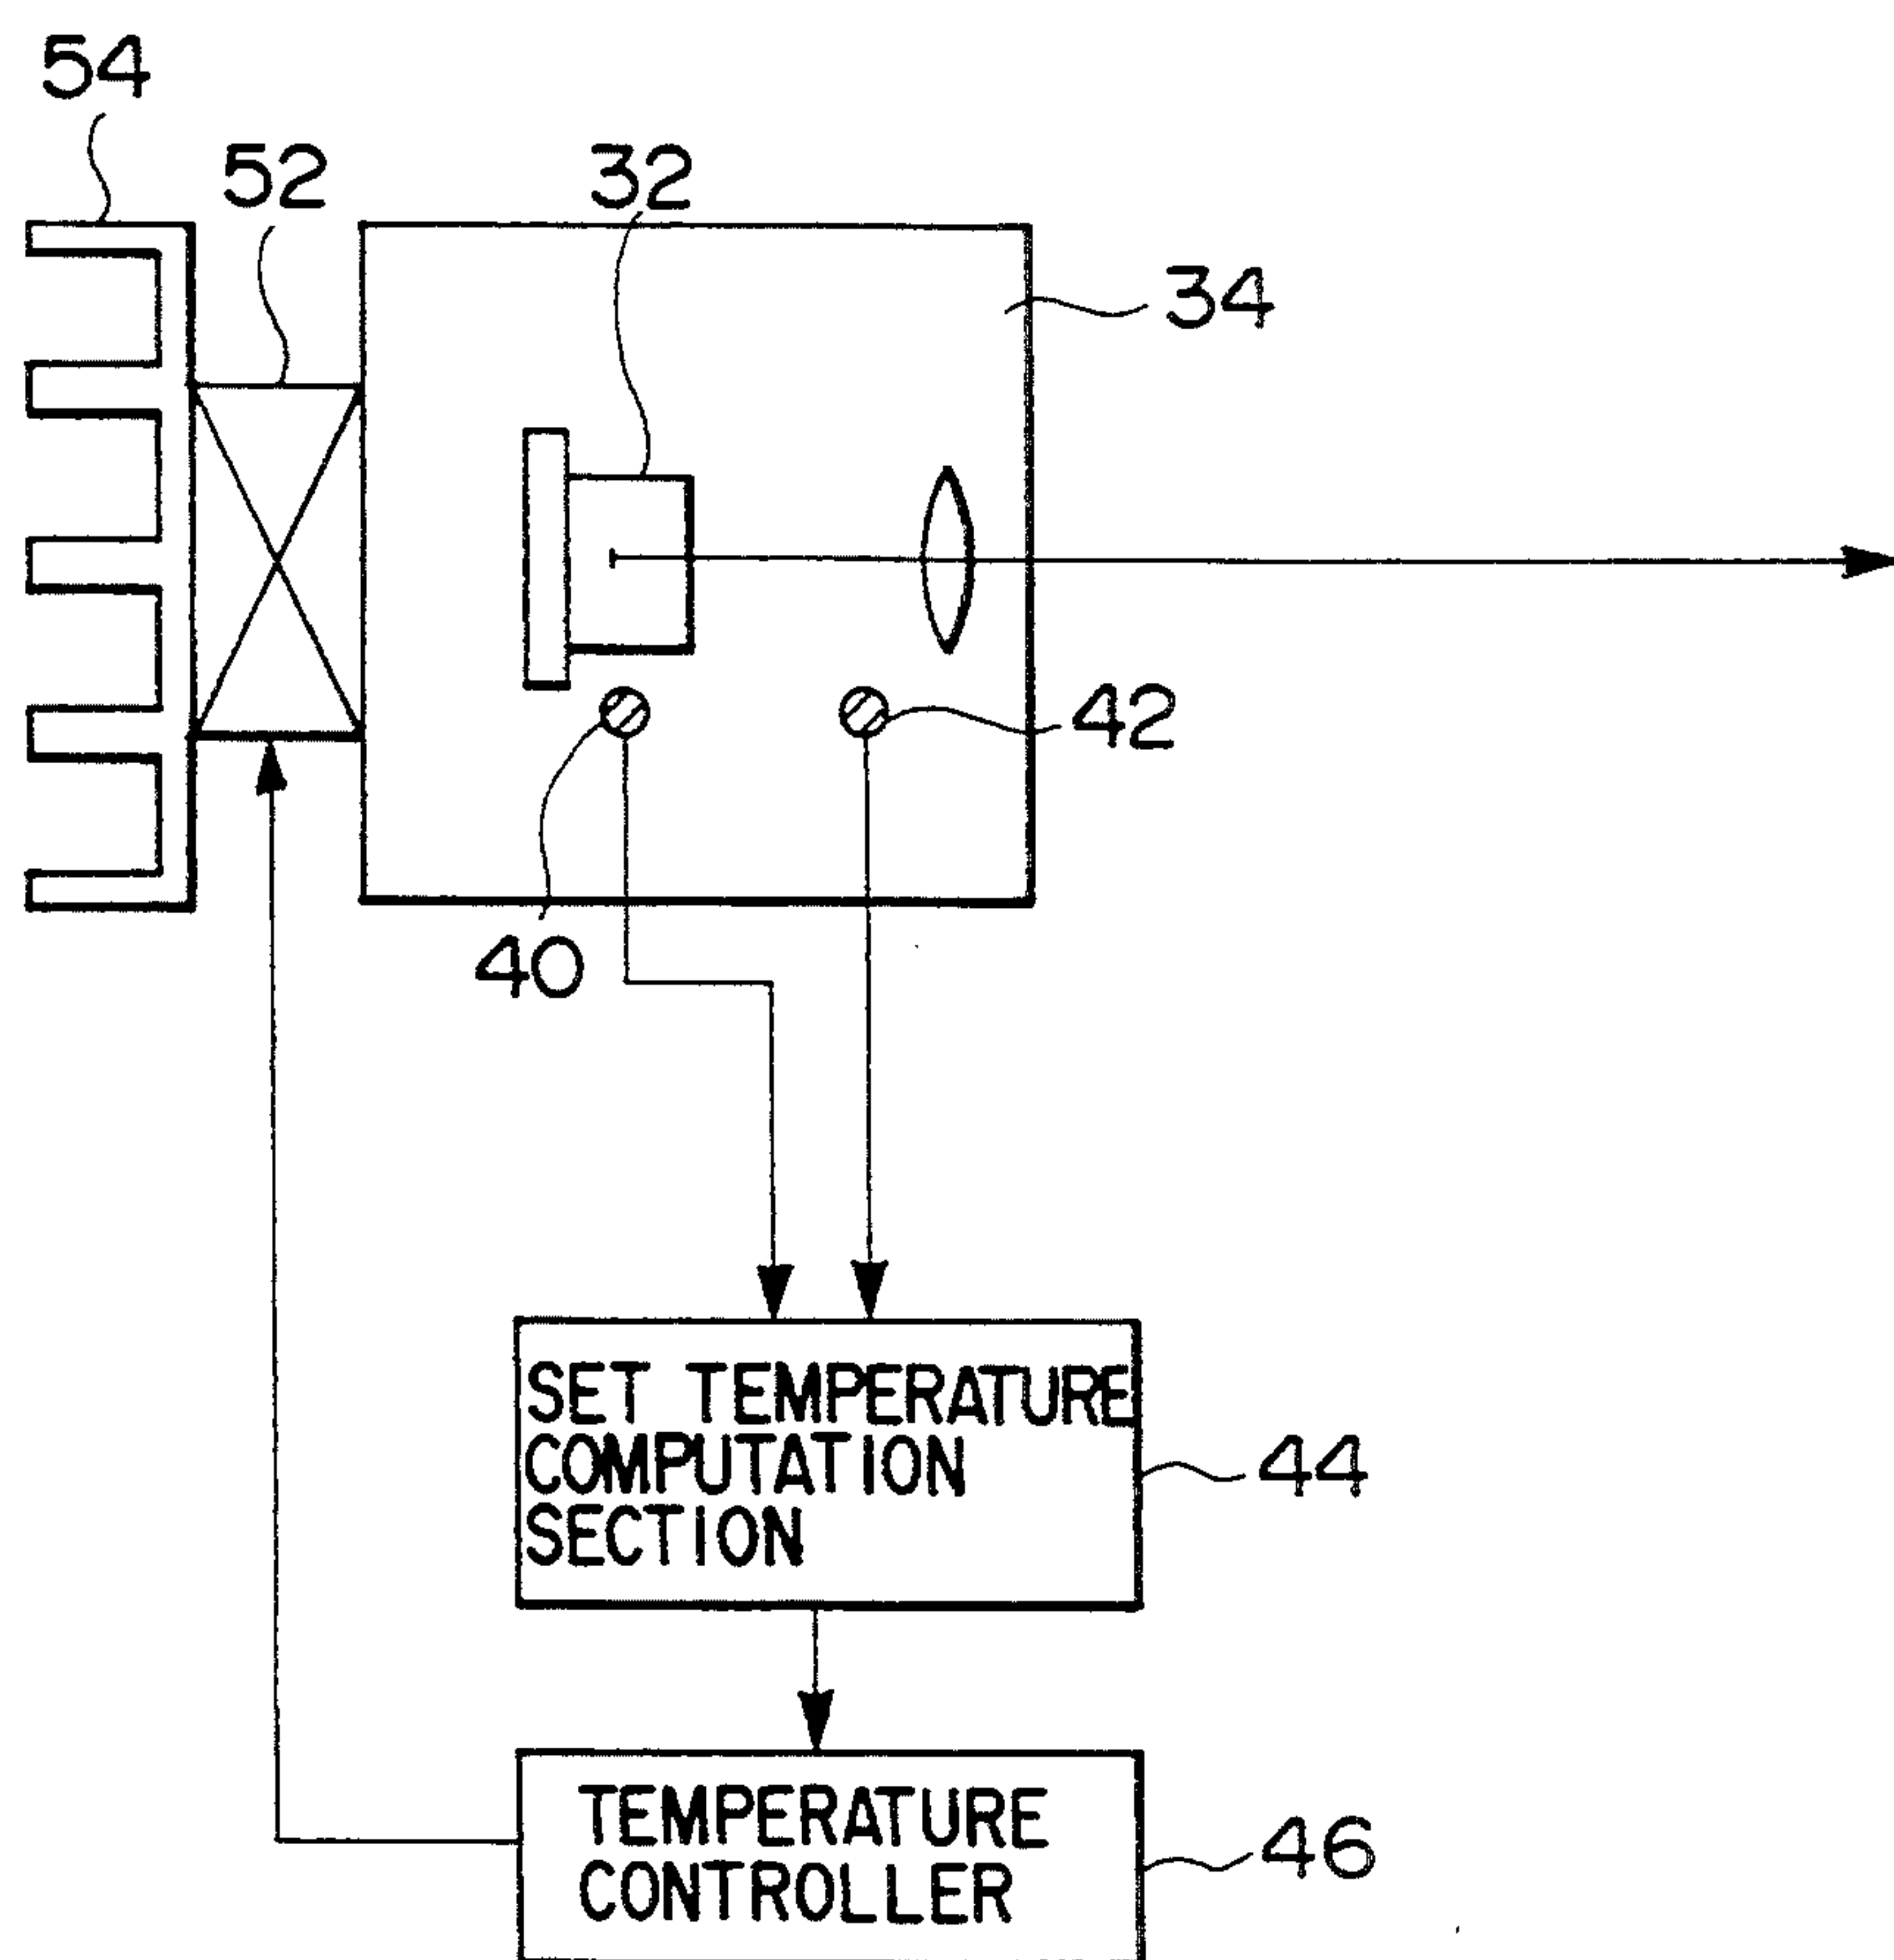 54
52
32
34
42
40
SET TEMPERATURE
COMPUTATION
SECTION
44
TEMPERATURE
CONTROLLER
46